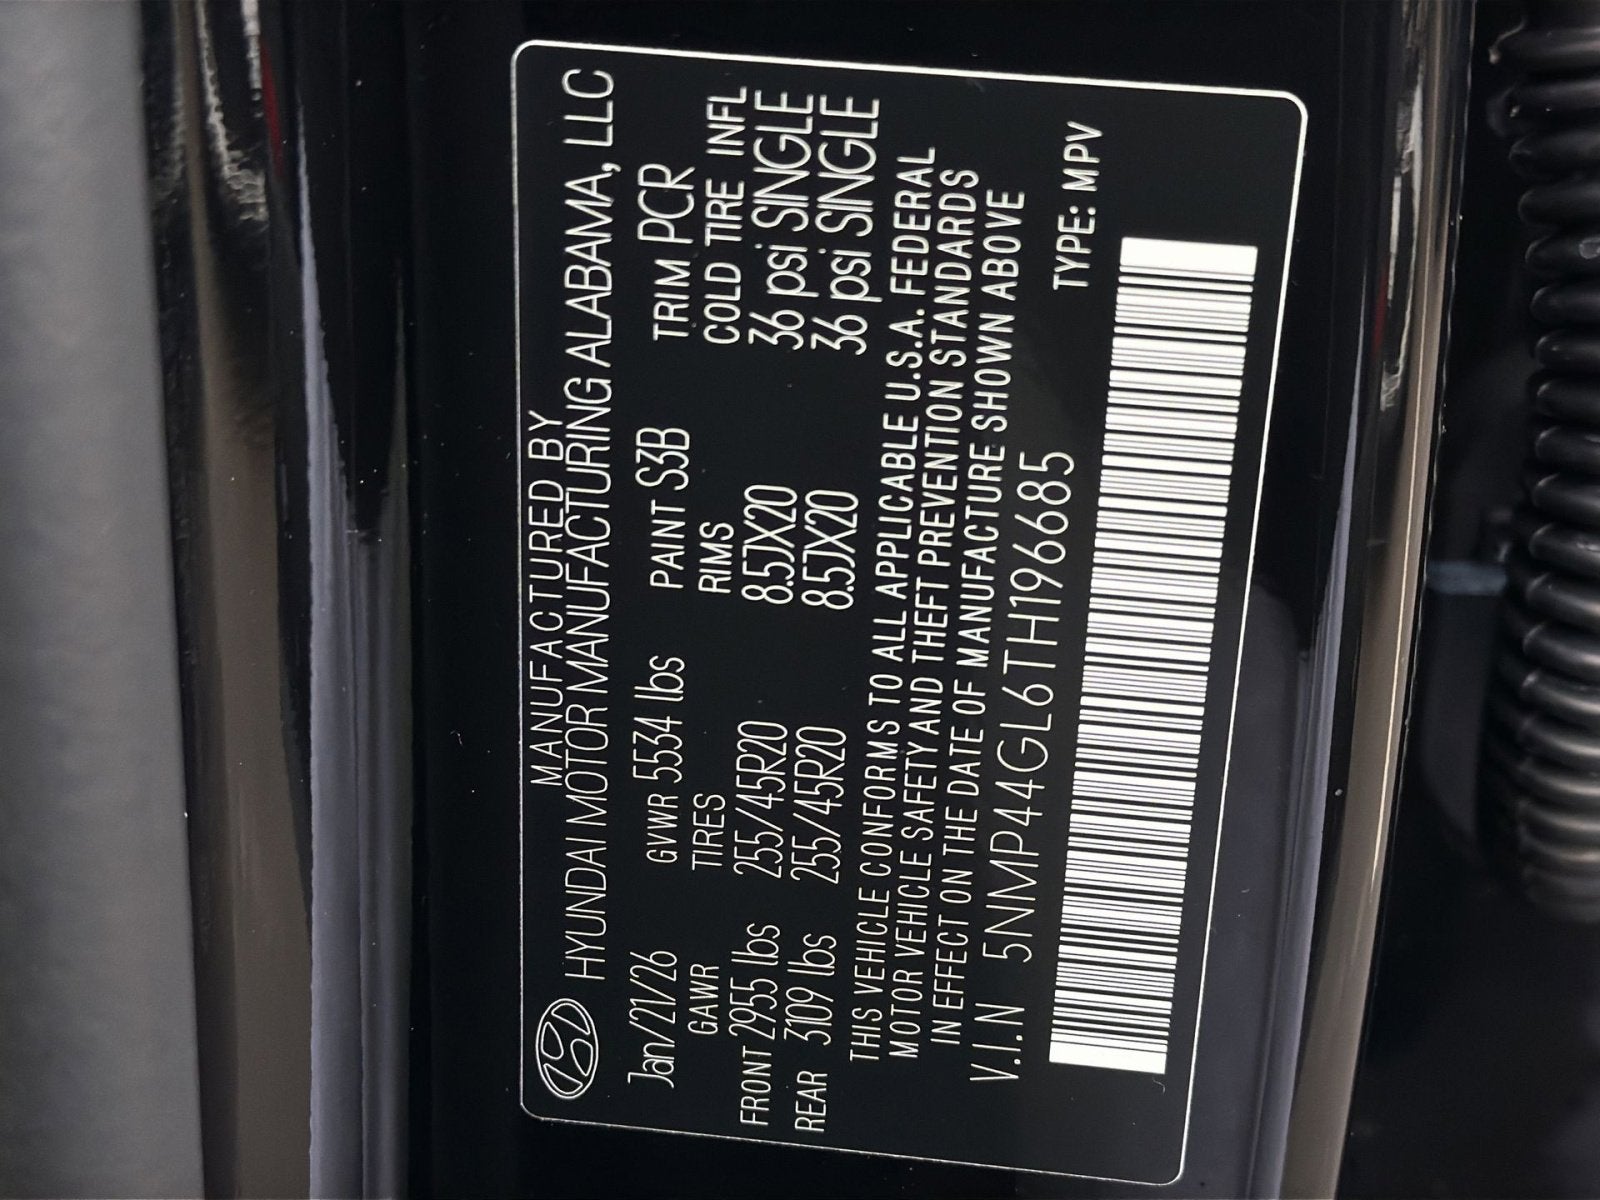 MANUFACTURED BY
HYUNDAI MOTOR MANUFACTURING ALABAMA, LLC
Jan/21/26 GVWR 5534 lbs PAINT S3B TRIM PCR
GAWR TIRES RIMS COLD TIRE INFL
FRONT 2955 lbs 255/45R20 8.5JX20 36 psi SINGLE
REAR 3109 lbs 255/45R20 8.5JX20 36 psi SINGLE
THIS VEHICLE CONFORMS TO ALL APPLICABLE U.S.A. FEDERAL
MOTOR VEHICLE SAFETY AND THEFT PREVENTION STANDARDS
IN EFFECT ON THE DATE OF MANUFACTURE SHOWN ABOVE
V.I.N 5NMP44GL6TH196685 TYPE: MPV